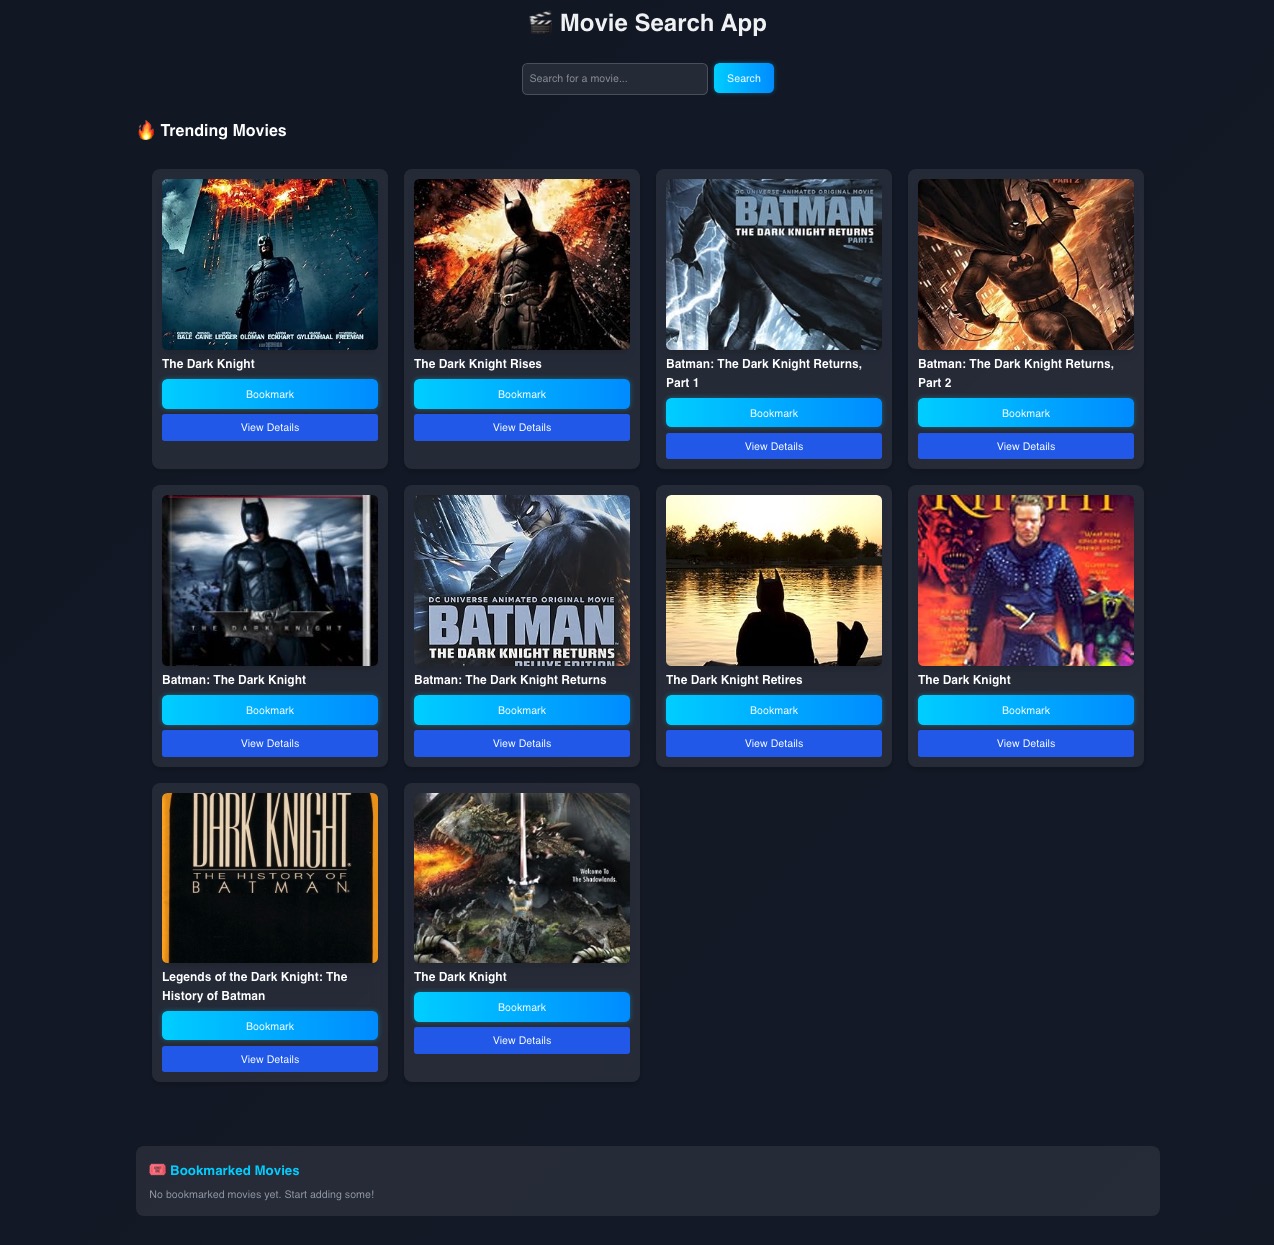 🎬 Movie Search App
Search for a movie...
Search
🔥 Trending Movies
BALE CAINE LEDGER OLDMAN ECKHART GYLLENHAAL FREEMAN
The Dark Knight
Bookmark
View Details
The Dark Knight Rises
Bookmark
View Details
DC UNIVERSE ANIMATED ORIGINAL MOVIE
BATMAN
THE DARK KNIGHT RETURNS
PART 1
Batman: The Dark Knight Returns,
Part 1
Bookmark
View Details
PART 2
Batman: The Dark Knight Returns,
Part 2
Bookmark
View Details
THE DARK KNIGHT
Batman: The Dark Knight
Bookmark
View Details
DC UNIVERSE ANIMATED ORIGINAL MOVIE
BATMAN
THE DARK KNIGHT RETURNS
DELUXE EDITION
Batman: The Dark Knight Returns
Bookmark
View Details
The Dark Knight Retires
Bookmark
View Details
KNIGHT
The Dark Knight
Bookmark
View Details
DARK KNIGHT
THE HISTORY OF
BATMAN
Legends of the Dark Knight: The
History of Batman
Bookmark
View Details
Welcome To
The Shadowlands.
The Dark Knight
Bookmark
View Details
🎟️ Bookmarked Movies
No bookmarked movies yet. Start adding some!